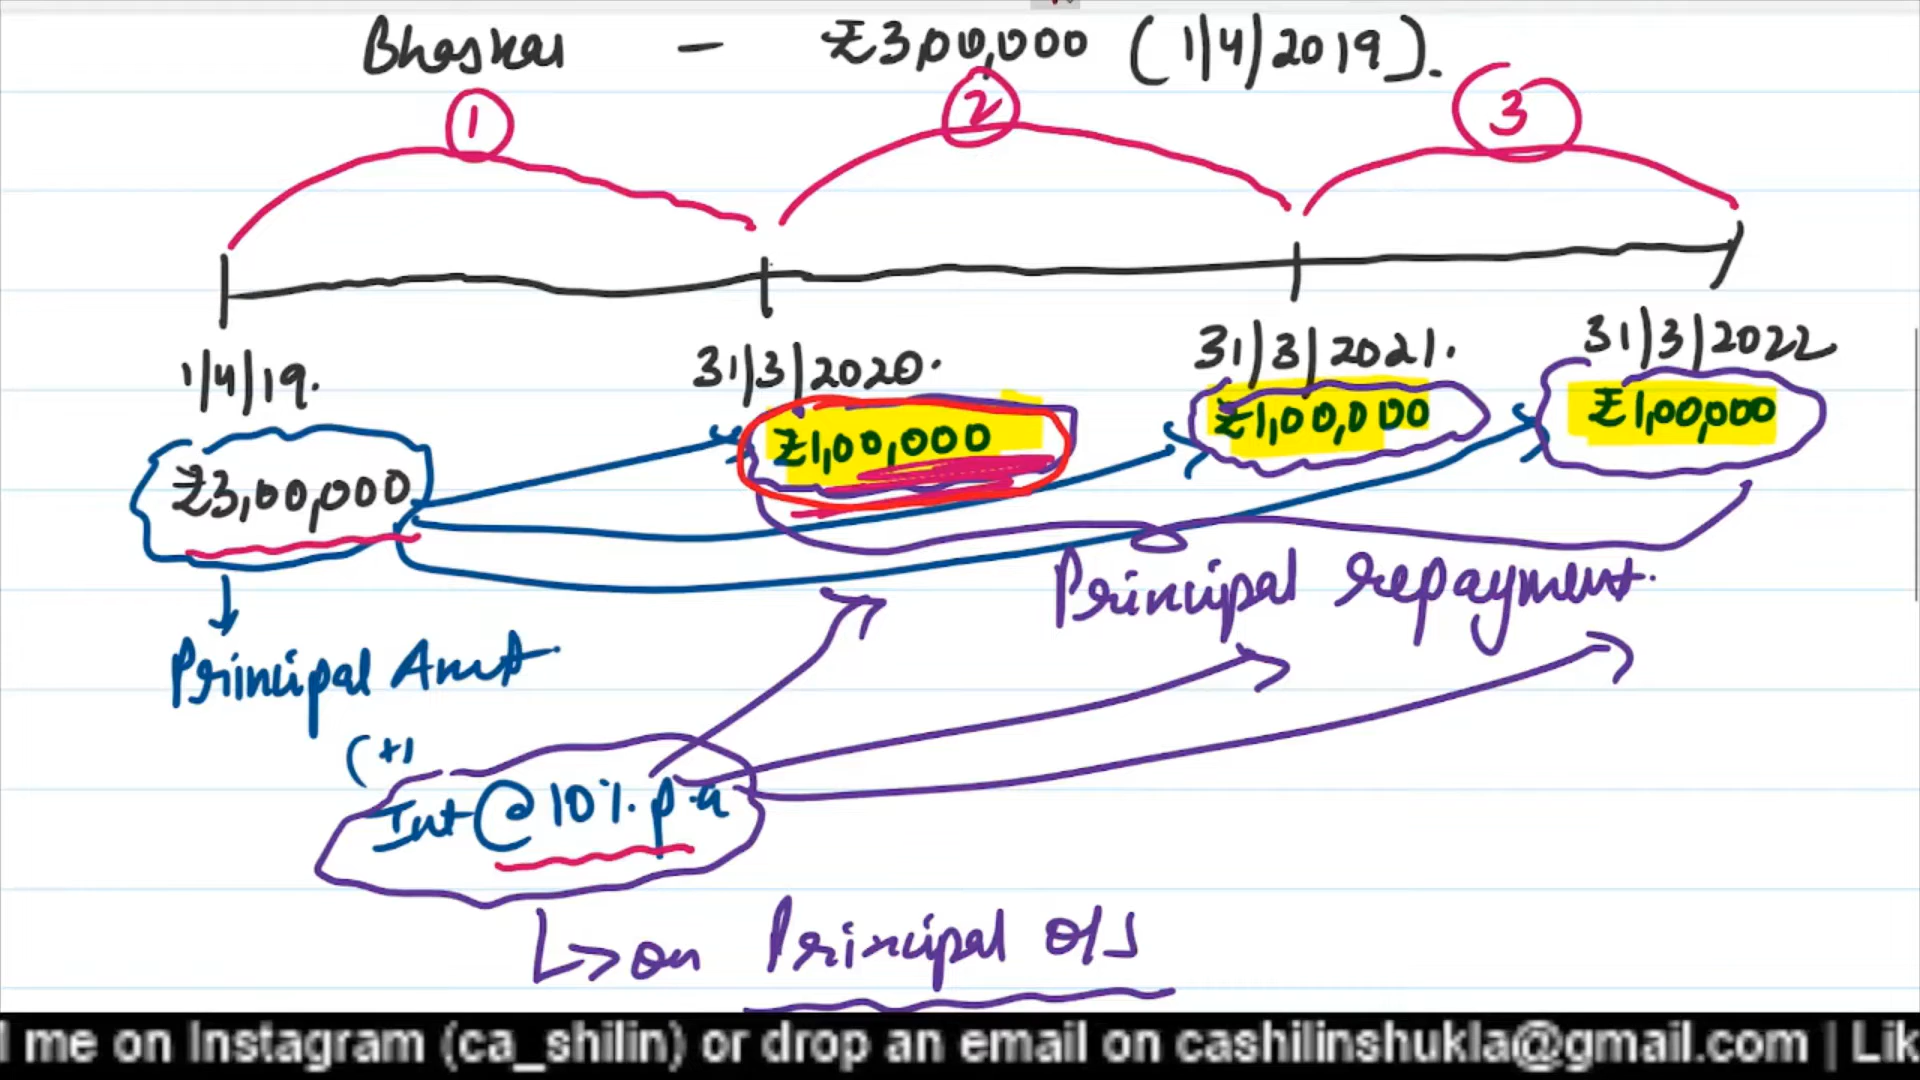 Bhaskar - ₹3,00,000 (1/4/2019).
1 2 3
1/4/19. 31/3/2020. 31/3/2021. 31/3/2022
₹3,00,000 ₹1,00,000 ₹1,00,000 ₹1,00,000
Principal repayment.
Principal Amt
(+)
Int @ 10%. p.a
on Principal O/S
l me on Instagram (ca_shilin) or drop an email on cashilinshukla@gmail.com | Lik